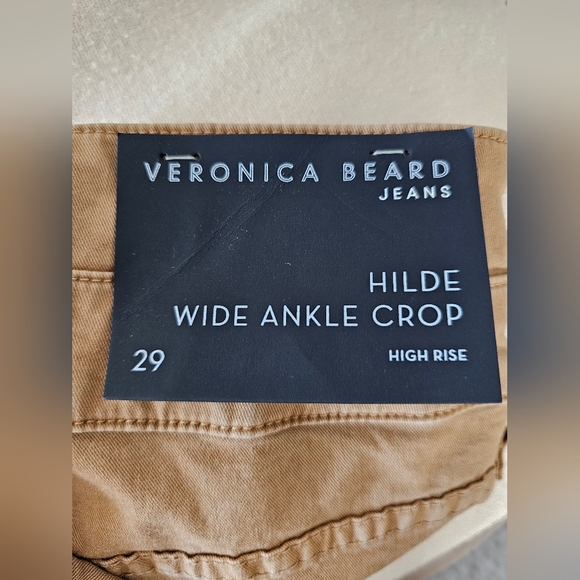 VERONICA BEARD
JEANS
HILDE
WIDE ANKLE CROP
29 HIGH RISE